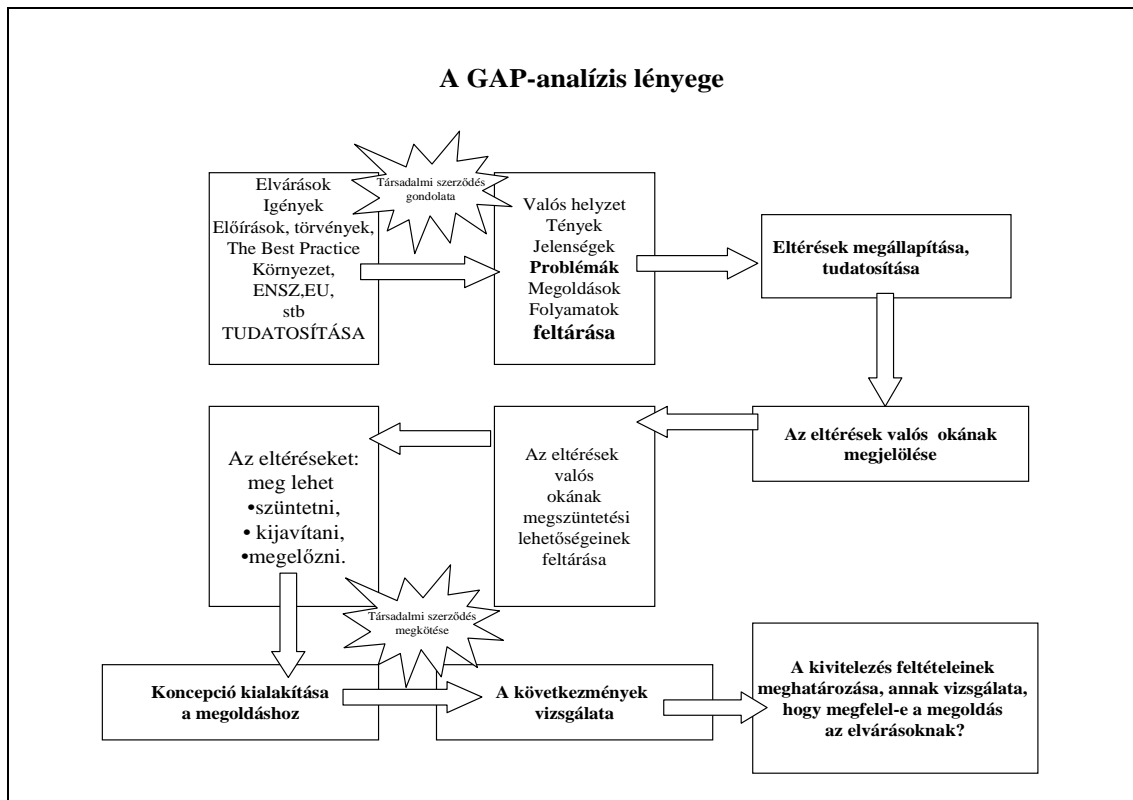 A GAP-analízis lényege
Elvárások
Igények
Előírások, törvények,
The Best Practice
Környezet,
ENSZ,EU,
stb
TUDATOSÍTÁSA
Társadalmi szerződés
gondolata
Valós helyzet
Tények
Jelenségek
Problémák
Megoldások
Folyamatok
feltárása
Eltérések megállapítása,
tudatosítása
Az eltérések valós okának
megjelölése
Az eltérések
valós
okának
megszüntetési
lehetőségeinek
feltárása
Az eltéréseket:
meg lehet
•szüntetni,
• kijavítani,
•megelőzni.
Társadalmi szerződés
megkötése
Koncepció kialakítása
a megoldáshoz
A következmények
vizsgálata
A kivitelezés feltételeinek
meghatározása, annak vizsgálata,
hogy megfelel-e a megoldás
az elvárásoknak?